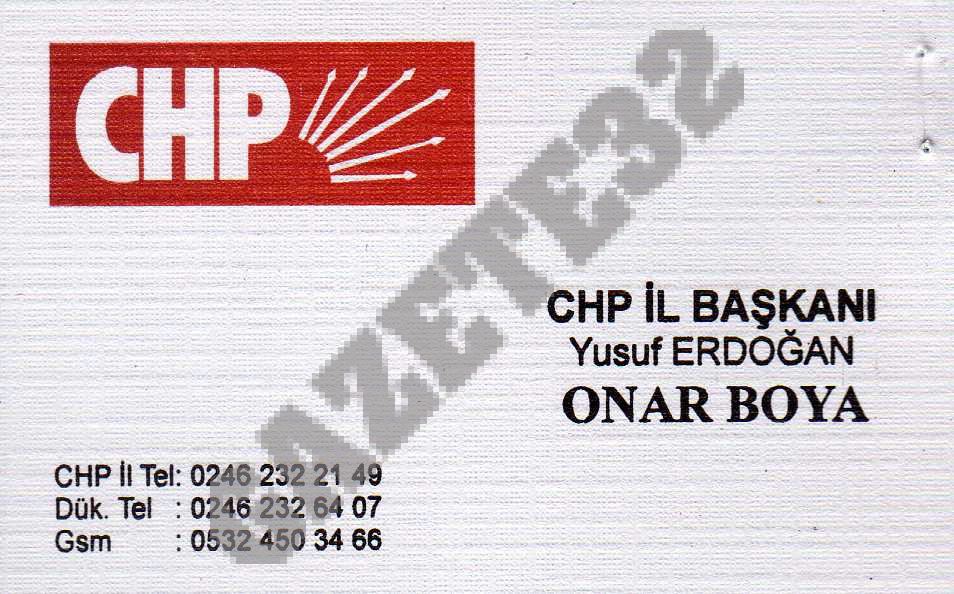 CHP
GAZETE32
CHP İL BAŞKANI
Yusuf ERDOĞAN
ONAR BOYA
CHP İl Tel: 0246 232 21 49
Dük. Tel : 0246 232 64 07
Gsm : 0532 450 34 66